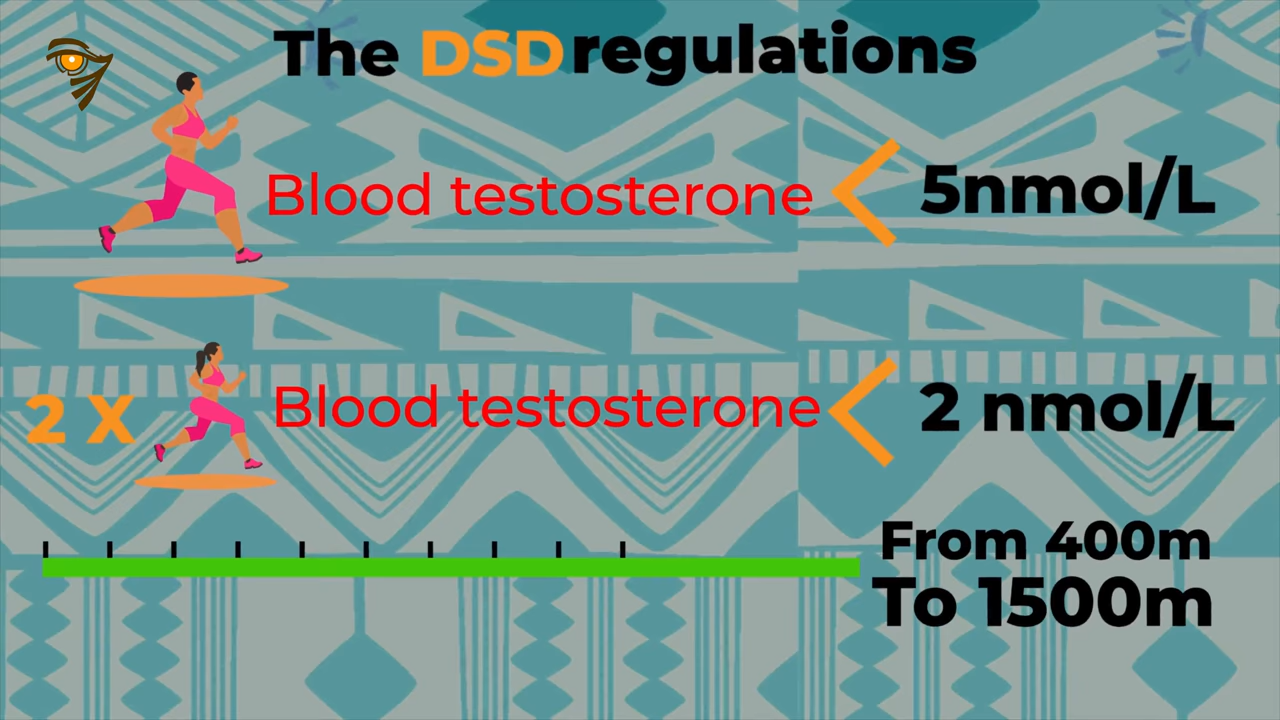 The DSD regulations
Blood testosterone < 5nmol/L
2 X Blood testosterone < 2 nmol/L
From 400m
To 1500m